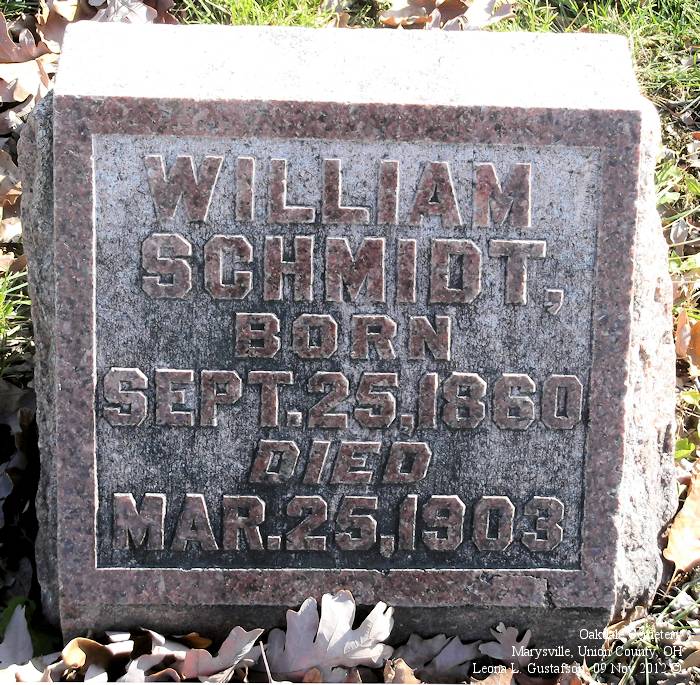 WILLIAM
SCHMIDT,
BORN
SEPT.25,1860
DIED
MAR.25,1903
Oakdale Cemetery
Marysville, Union County, OH
Leona L. Gustafson, 09 Nov 2012 ©